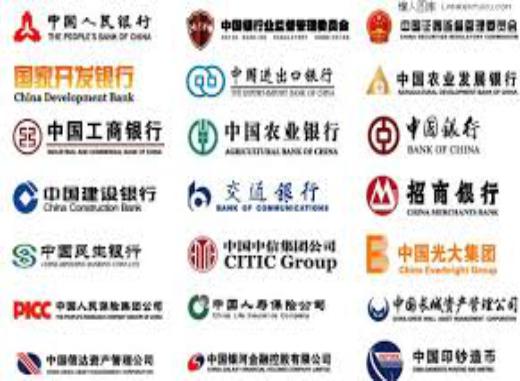 懒人图库
中国人民银行
THE PEOPLE'S BANK OF CHINA
中国银行业监督管理委员会
CHINA BANKING REGULATORY COMMISSION
中国证券监督管理委员会
国家开发银行
China Development Bank
中国进出口银行
THE EXPORT-IMPORT BANK OF CHINA
中国农业发展银行
AGRICULTURAL DEVELOPMENT BANK OF CHINA
中国工商银行
INDUSTRIAL AND COMMERCIAL BANK OF CHINA
中国农业银行
AGRICULTURAL BANK OF CHINA
中国银行
BANK OF CHINA
中国建设银行
China Construction Bank
交通银行
BANK OF COMMUNICATIONS
招商银行
CHINA MERCHANTS BANK
中国民生银行
中国中信集团公司
CITIC Group
中国光大集团
China Everbright Group
PICC 中国人民保险集团公司
中国人寿保险公司
China Life Insurance Company
中国长城资产管理公司
中国信达资产管理公司
中国银河金融控股有限公司
中国印钞造币